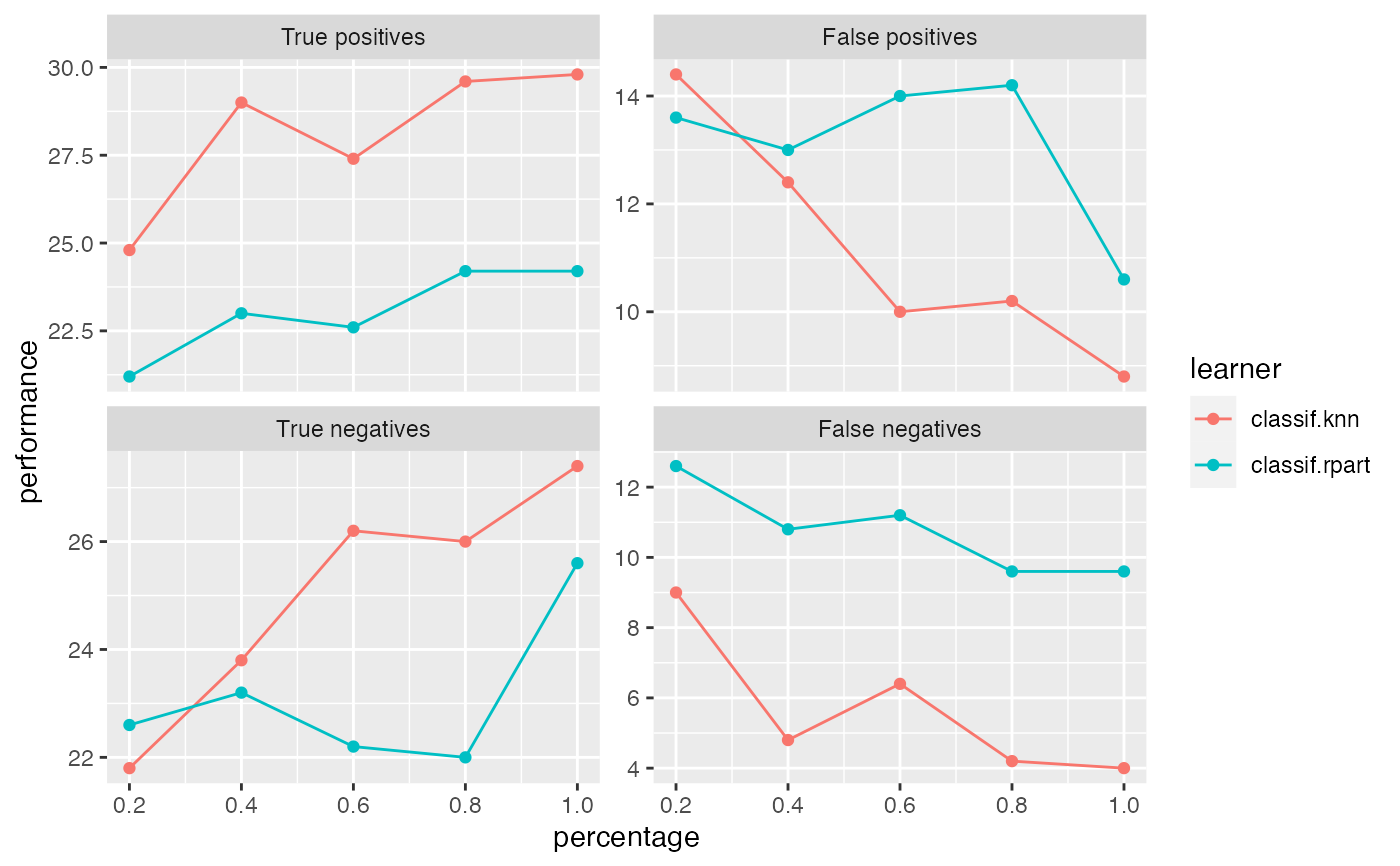 True positives
False positives
30.0
27.5
25.0
22.5
14
12
10
True negatives
False negatives
26
24
22
12
10
8
6
4
0.2 0.4 0.6 0.8 1.0
0.2 0.4 0.6 0.8 1.0
percentage
performance
learner
classif.knn
classif.rpart